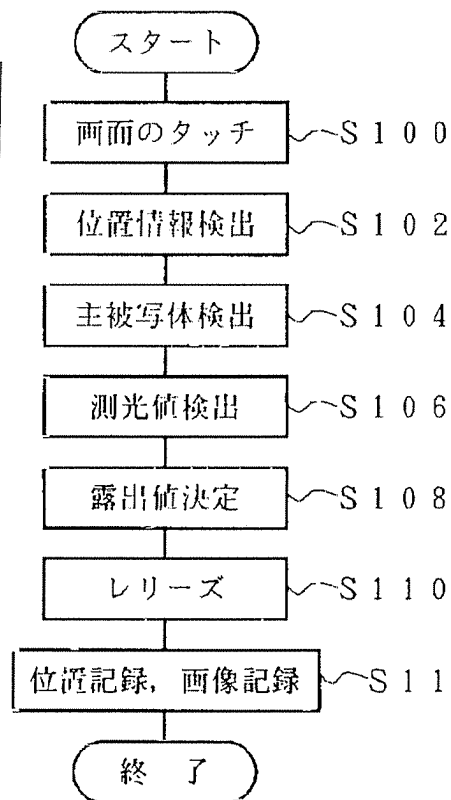 スタート
画面のタッチ S100
位置情報検出 S102
主被写体検出 S104
測光値検出 S106
露出値決定 S108
レリーズ S110
位置記録，画像記録 S11
終 了